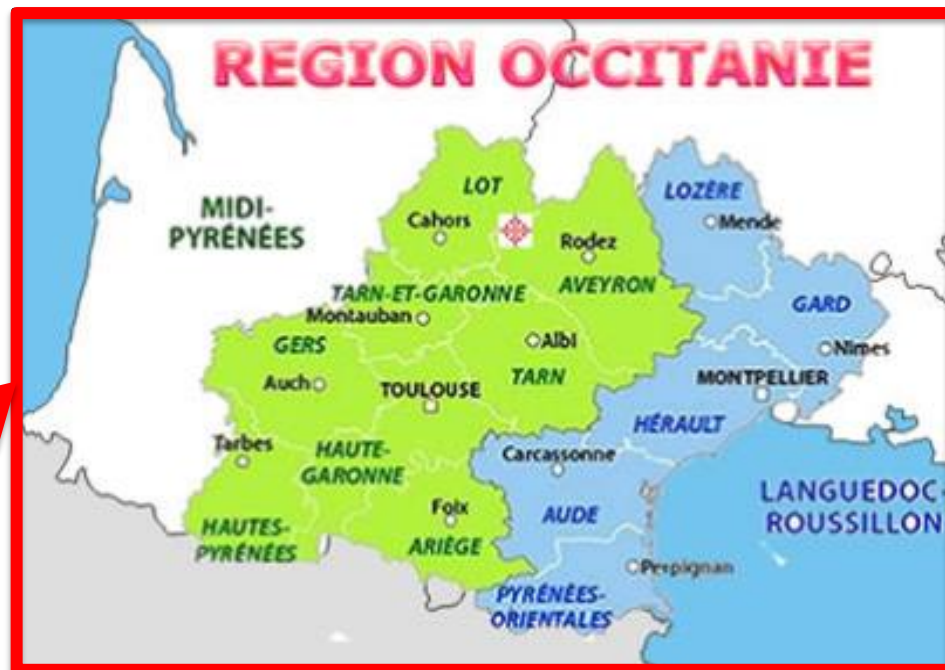 REGION OCCITANIE
MIDI-
PYRÉNÉES
LOT
Cahors
Rodez
AVEYRON
LOZÈRE
Mende
GARD
Nîmes
TARN-ET-GARONNE
Montauban
GERS
Auch
Albi
TARN
TOULOUSE
MONTPELLIER
HÉRAULT
Tarbes
HAUTE-
GARONNE
Carcassonne
AUDE
Foix
ARIÈGE
HAUTES-
PYRÉNÉES
LANGUEDOC-
ROUSSILLON
Perpignan
PYRÉNÉES-
ORIENTALES